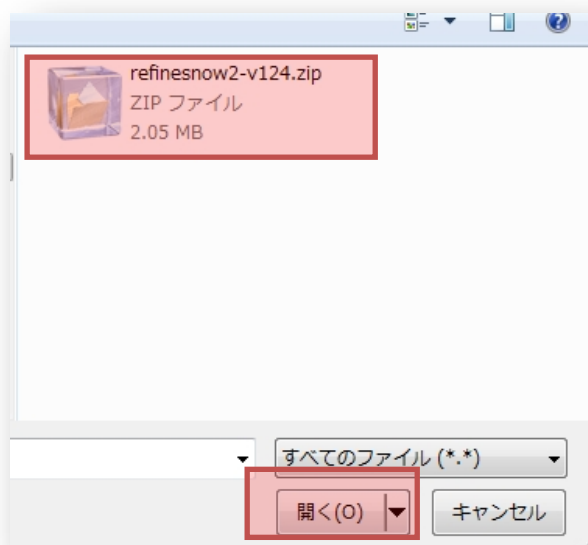 refinesnow2-v124.zip
ZIP ファイル
2.05 MB
すべてのファイル (*.*)
開く(O)
キャンセル